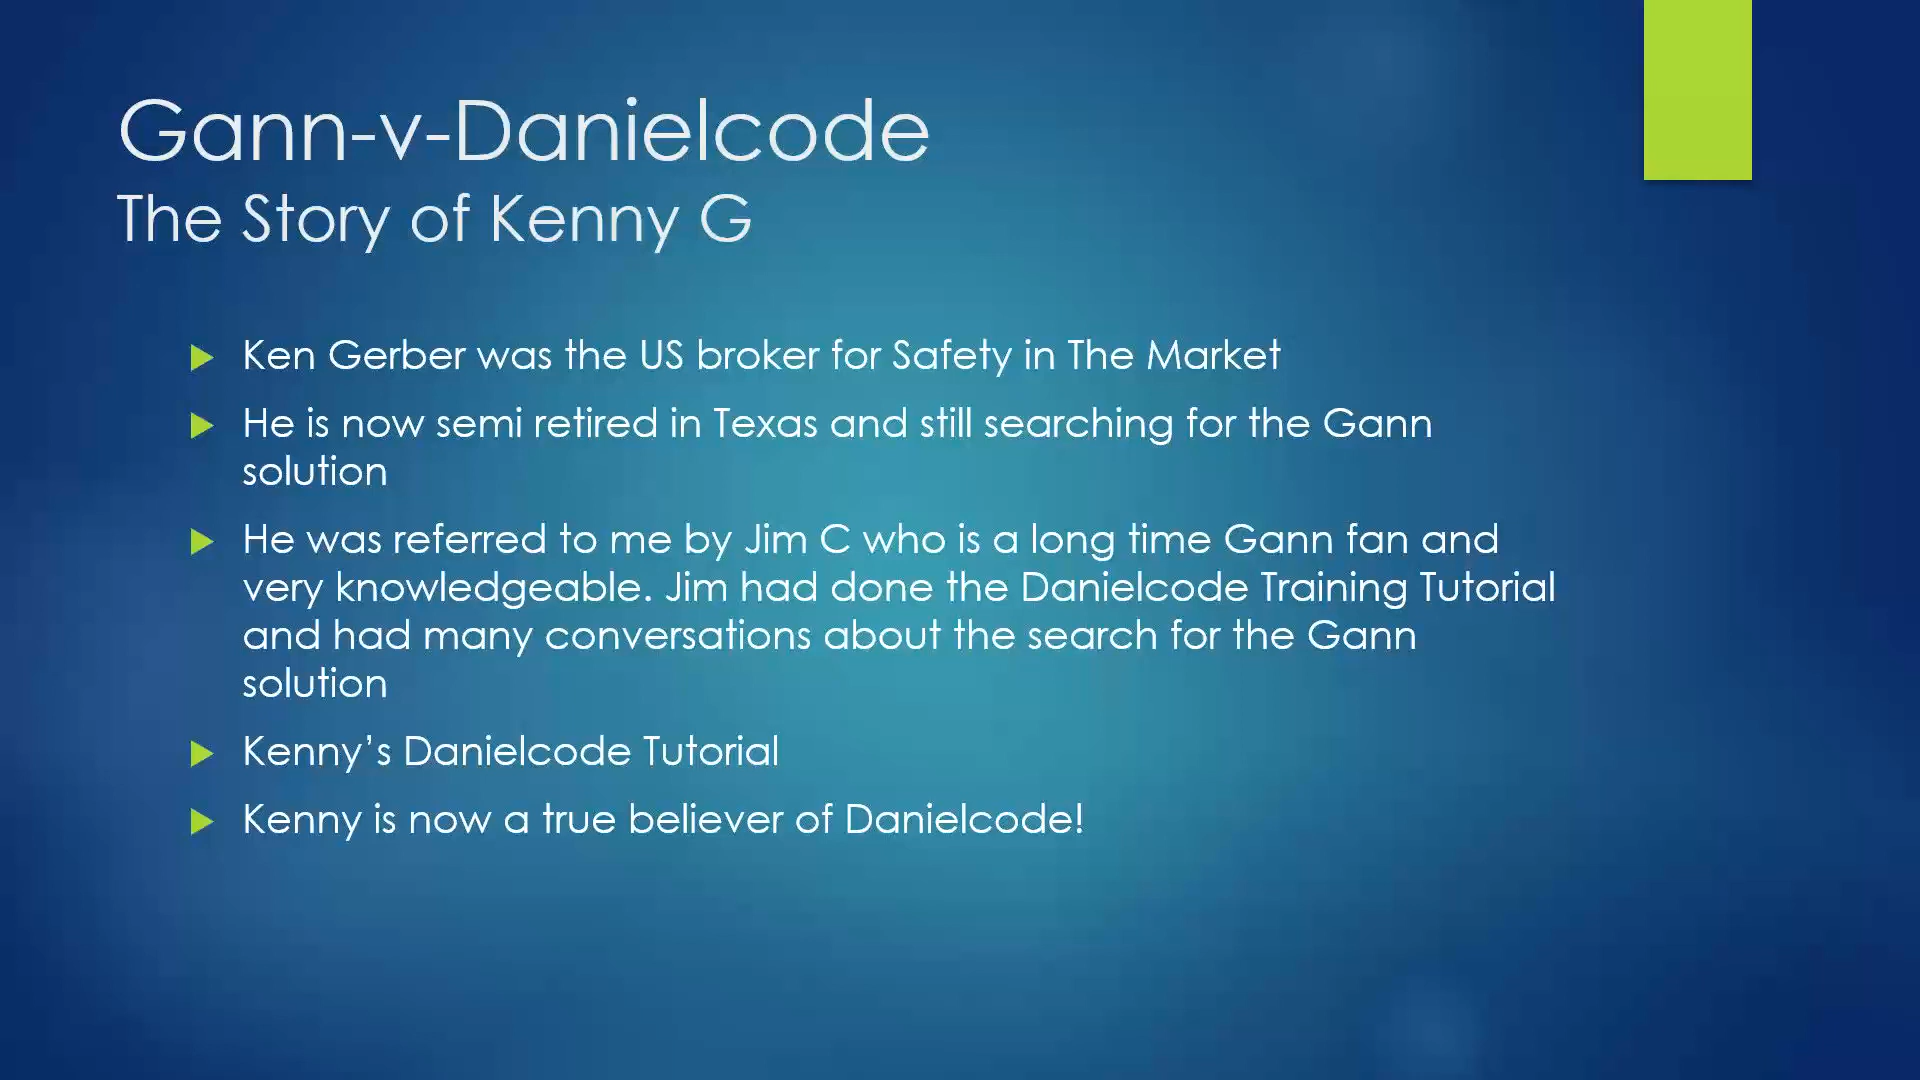 Gann-v-Danielcode
The Story of Kenny G
Ken Gerber was the US broker for Safety in The Market
He is now semi retired in Texas and still searching for the Gann
solution
He was referred to me by Jim C who is a long time Gann fan and
very knowledgeable. Jim had done the Danielcode Training Tutorial
and had many conversations about the search for the Gann
solution
Kenny’s Danielcode Tutorial
Kenny is now a true believer of Danielcode!